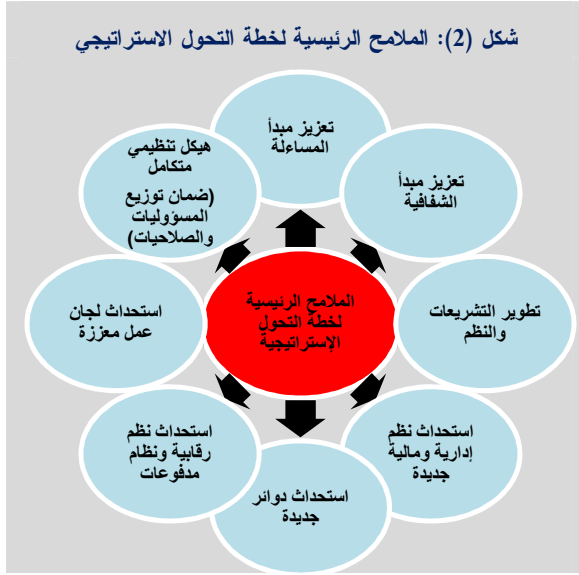 شكل (2): الملامح الرئيسية لخطة التحول الاستراتيجي
تعزيز مبدأ
المساءلة
تعزيز مبدأ
الشفافية
تطوير التشريعات
والنظم
استحداث نظم
إدارية ومالية
جديدة
استحداث دوائر
جديدة
استحداث نظم
رقابية ونظام
مدفوعات
استحداث لجان
عمل معززة
هيكل تنظيمي
متكامل
(ضمان توزيع
المسؤوليات
والصلاحيات)
الملامح الرئيسية
لخطة التحول
الإستراتيجية